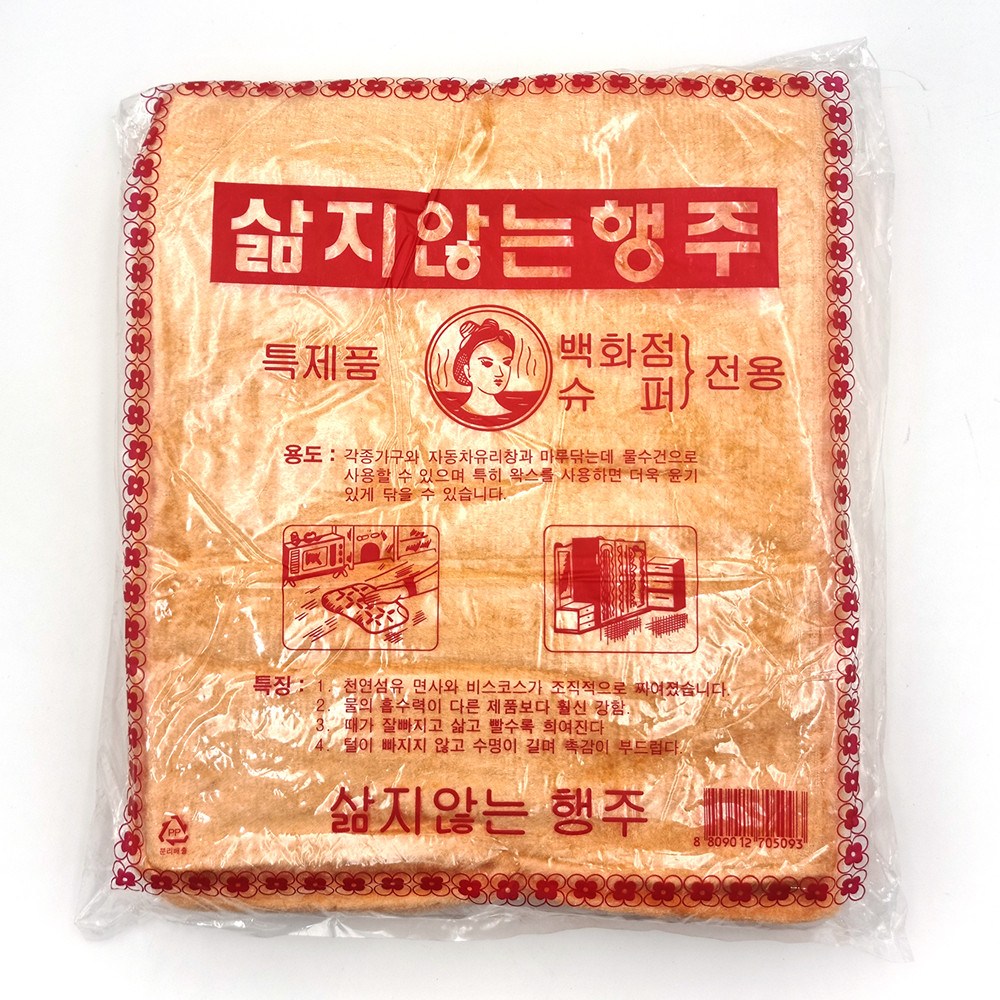 삶지않는행주
특제품
백화점
슈 퍼
} 전용
용도 : 각종가구와 자동차유리창과 마루닦는데 물수건으로
사용할 수 있으며 특히 왁스를 사용하면 더욱 윤기
있게 닦을 수 있습니다.
특징 : 1. 천연섬유 면사와 비스코스가 조직적으로 짜여졌습니다.
2. 물의 흡수력이 다른 제품보다 훨신 강함.
3. 때가 잘빠지고 삶고 빨수록 희여진다
4. 털이 빠지지 않고 수명이 길며 촉감이 부드럽다.
삶지않는 행주
PP
분리배출
8 809012 705093